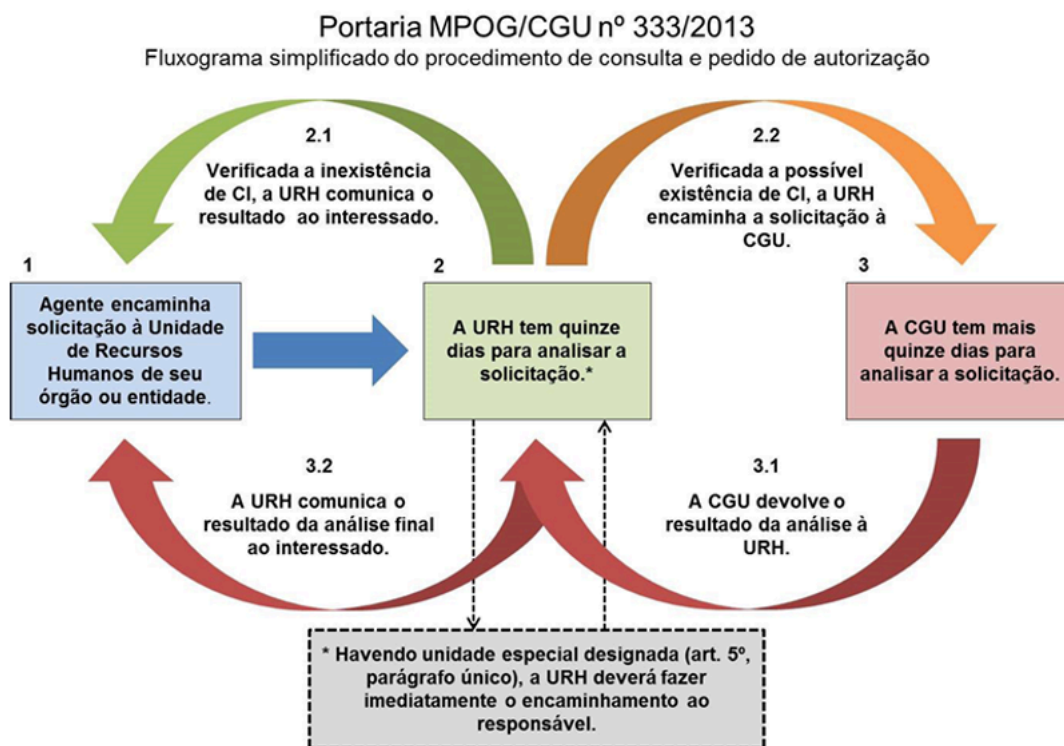 Portaria MPOG/CGU nº 333/2013
Fluxograma simplificado do procedimento de consulta e pedido de autorização
2.1
Verificada a inexistência
de CI, a URH comunica o
resultado ao interessado.
2.2
Verificada a possível
existência de CI, a URH
encaminha a solicitação à
CGU.
1
Agente encaminha
solicitação à Unidade
de Recursos
Humanos de seu
órgão ou entidade.
2
A URH tem quinze
dias para analisar a
solicitação.*
3
A CGU tem mais
quinze dias para
analisar a solicitação.
3.2
A URH comunica o
resultado da análise final
ao interessado.
3.1
A CGU devolve o
resultado da análise à
URH.
* Havendo unidade especial designada (art. 5º,
parágrafo único), a URH deverá fazer
imediatamente o encaminhamento ao
responsável.